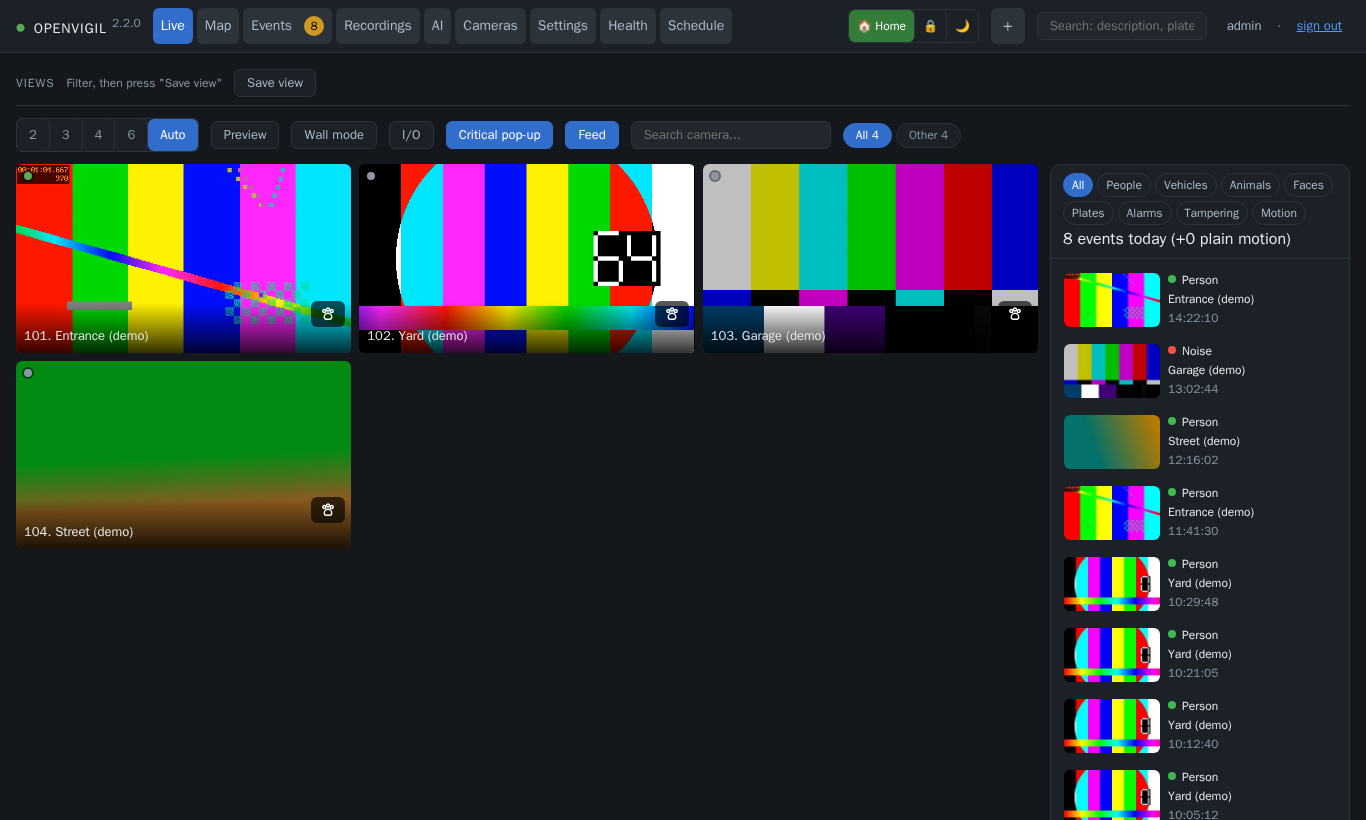 OPENVIGIL 2.2.0 Live Map Events 8 Recordings AI Cameras Settings Health Schedule Home + Search: description, plate admin · sign out
VIEWS Filter, then press "Save view" Save view
2 3 4 6 Auto Preview Wall mode I/O Critical pop-up Feed Search camera... All 4 Other 4
00:01:04.667
970
101. Entrance (demo)
64
102. Yard (demo)
103. Garage (demo)
104. Street (demo)
All People Vehicles Animals Faces
Plates Alarms Tampering Motion
8 events today (+0 plain motion)
Person
Entrance (demo)
14:22:10
Noise
Garage (demo)
13:02:44
Person
Street (demo)
12:16:02
Person
Entrance (demo)
11:41:30
Person
Yard (demo)
10:29:48
Person
Yard (demo)
10:21:05
Person
Yard (demo)
10:12:40
Person
Yard (demo)
10:05:12